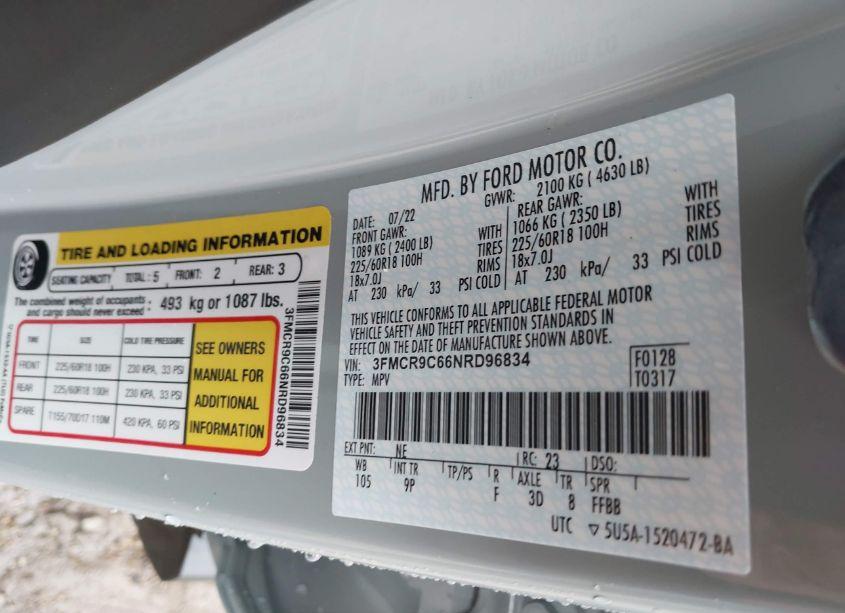 TIRE AND LOADING INFORMATION
SEATING CAPACITY TOTAL : 5 FRONT: 2 REAR: 3
The combined weight of occupants and cargo should never exceed : 493 kg or 1087 lbs.
TIRE SIZE COLD TIRE PRESSURE
FRONT 225/60R18 100H 230 KPA, 33 PSI
REAR 225/60R18 100H 230 KPA, 33 PSI
SPARE T155/70D17 110M 420 KPA, 60 PSI
SEE OWNERS
MANUAL FOR
ADDITIONAL
INFORMATION
3FMCR9C66NRD96834
MFD. BY FORD MOTOR CO.
DATE: 07/22 GVWR: 2100 KG ( 4630 LB)
FRONT GAWR: REAR GAWR:
1089 KG ( 2400 LB) WITH 1066 KG ( 2350 LB) WITH
225/60R18 100H TIRES 225/60R18 100H TIRES
18x7.0J RIMS 18x7.0J RIMS
AT 230 kPa/ 33 PSI COLD AT 230 kPa/ 33 PSI COLD
THIS VEHICLE CONFORMS TO ALL APPLICABLE FEDERAL MOTOR
VEHICLE SAFETY AND THEFT PREVENTION STANDARDS IN
EFFECT ON THE DATE OF MANUFACTURE SHOWN ABOVE.
VIN: 3FMCR9C66NRD96834 F0128
TYPE: MPV T0317
EXT PNT: NE RC: 23 DSO:
WB INT TR TP/PS R AXLE TR SPR
105 9P F 3D 8 FFBB
UTC ▽ 5U5A-1520472-BA